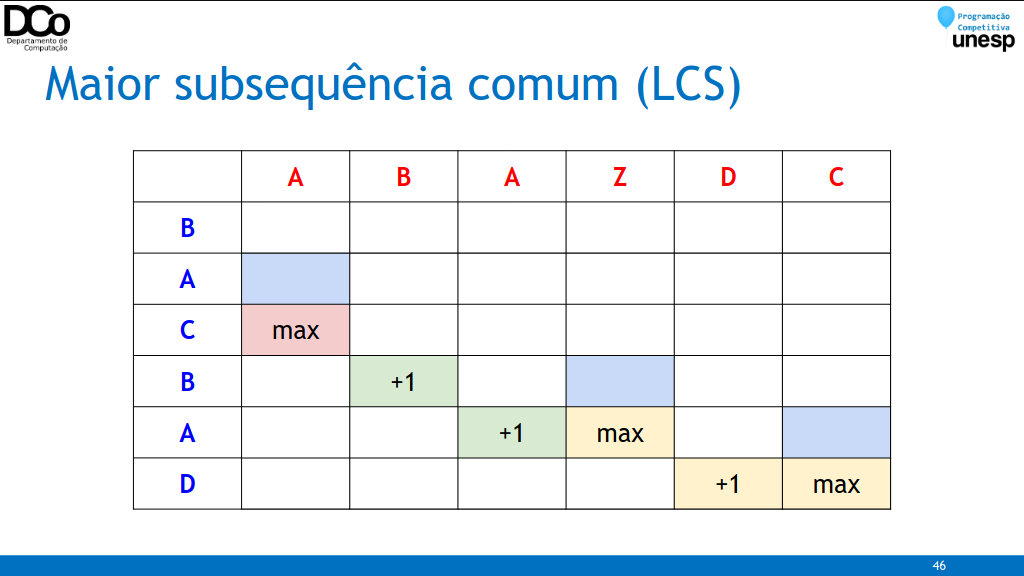 DCo
Departamento de
Computação
Programação
Competitiva
unesp
Maior subsequência comum (LCS)
A B A Z D C
B
A
C max
B +1
A +1 max
D +1 max
46